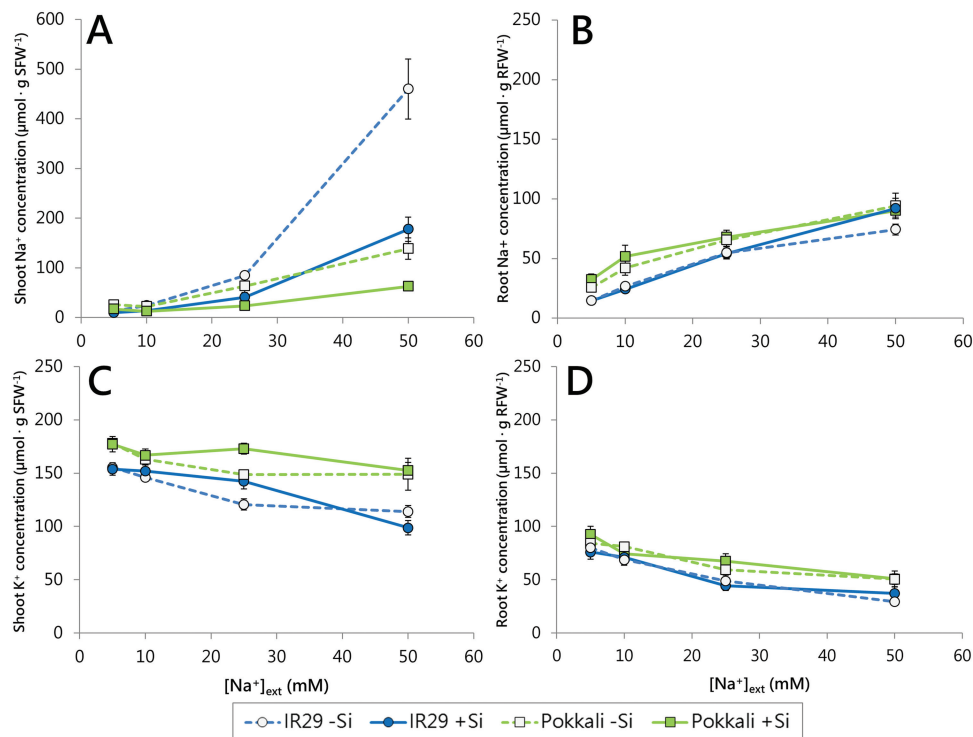 A
Shoot Na⁺ concentration (μmol · g SFW⁻¹)
600
500
400
300
200
100
0
0 10 20 30 40 50 60
B
Root Na+ concentration (μmol · g RFW⁻¹)
250
200
150
100
50
0
0 10 20 30 40 50 60
C
Shoot K⁺ concentration (μmol · g SFW⁻¹)
250
200
150
100
50
0
0 10 20 30 40 50 60
[Na⁺]ext (mM)
D
Root K⁺ concentration (μmol · g RFW⁻¹)
250
200
150
100
50
0
0 10 20 30 40 50 60
[Na⁺]ext (mM)
IR29 -Si IR29 +Si Pokkali -Si Pokkali +Si